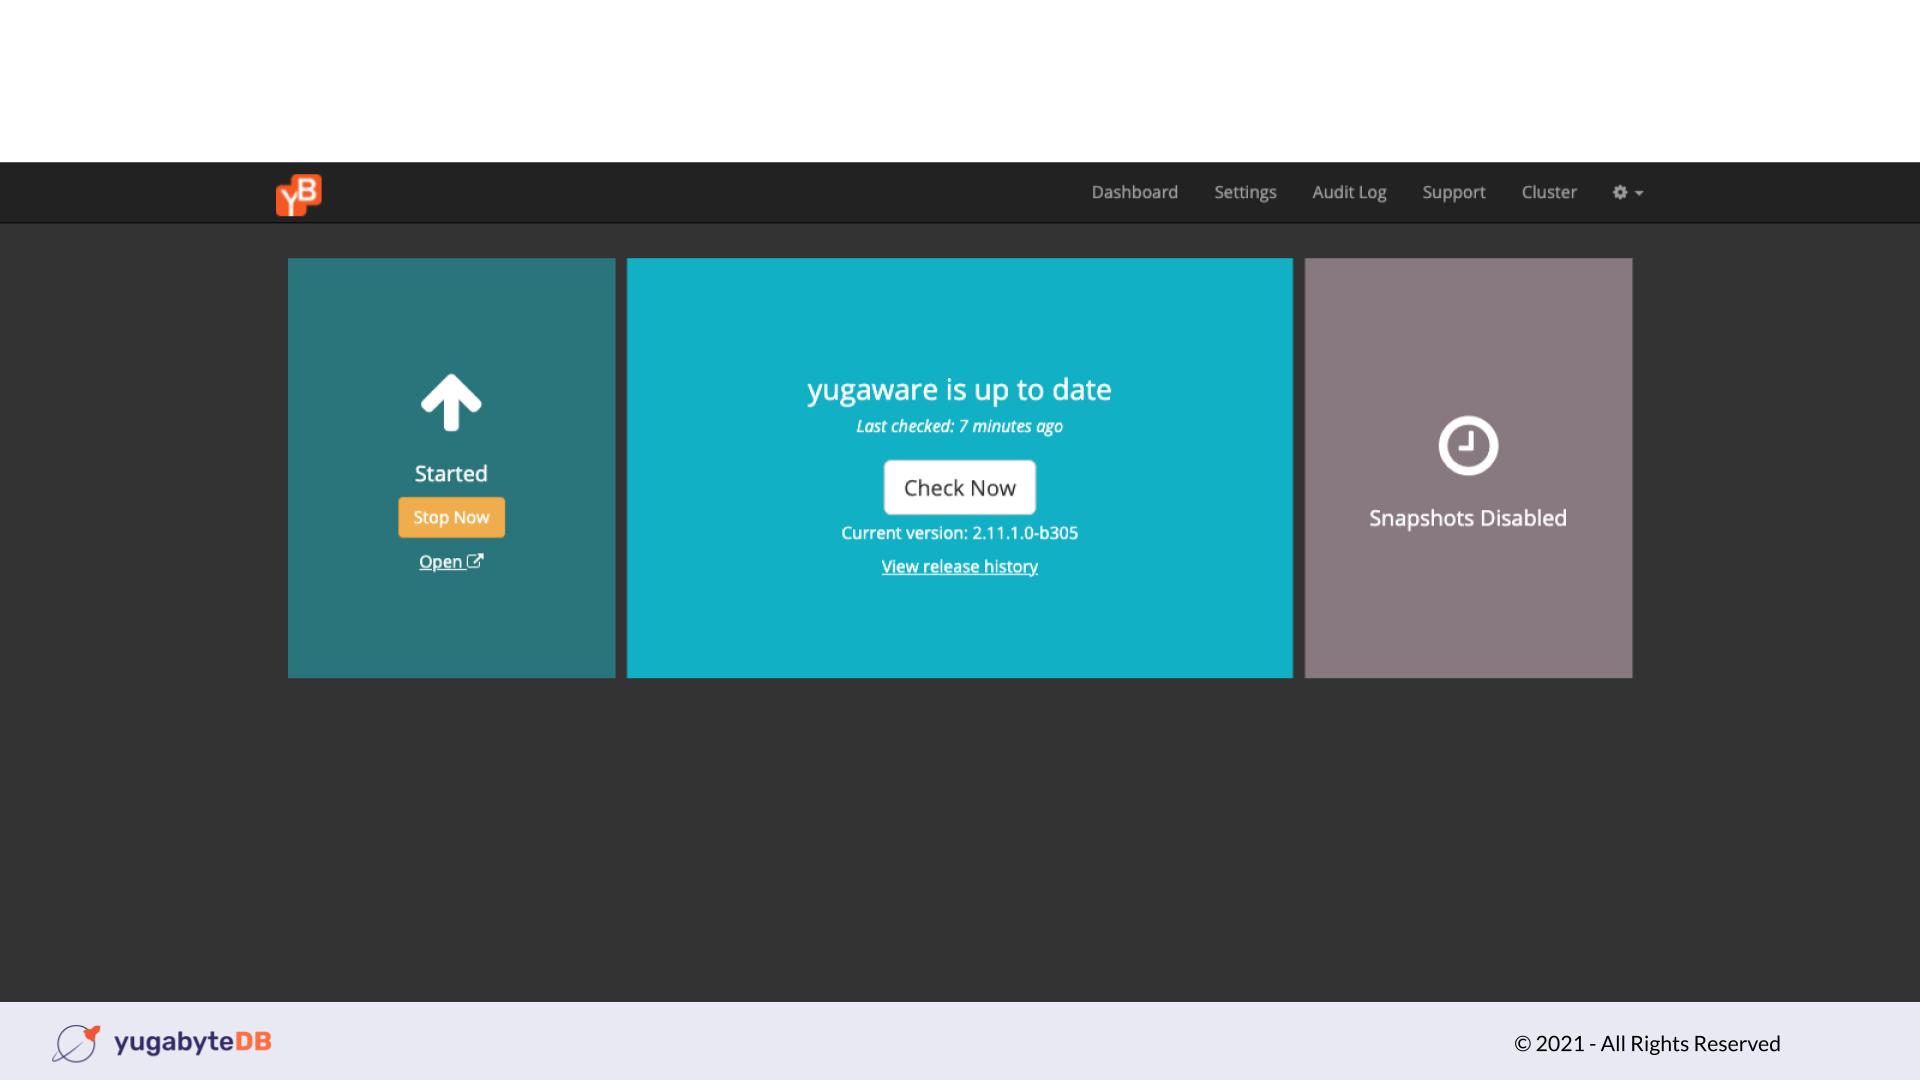 YB
Dashboard Settings Audit Log Support Cluster
Started
Stop Now
Open
yugaware is up to date
Last checked: 7 minutes ago
Check Now
Current version: 2.11.1.0-b305
View release history
Snapshots Disabled
yugabyteDB
© 2021 - All Rights Reserved